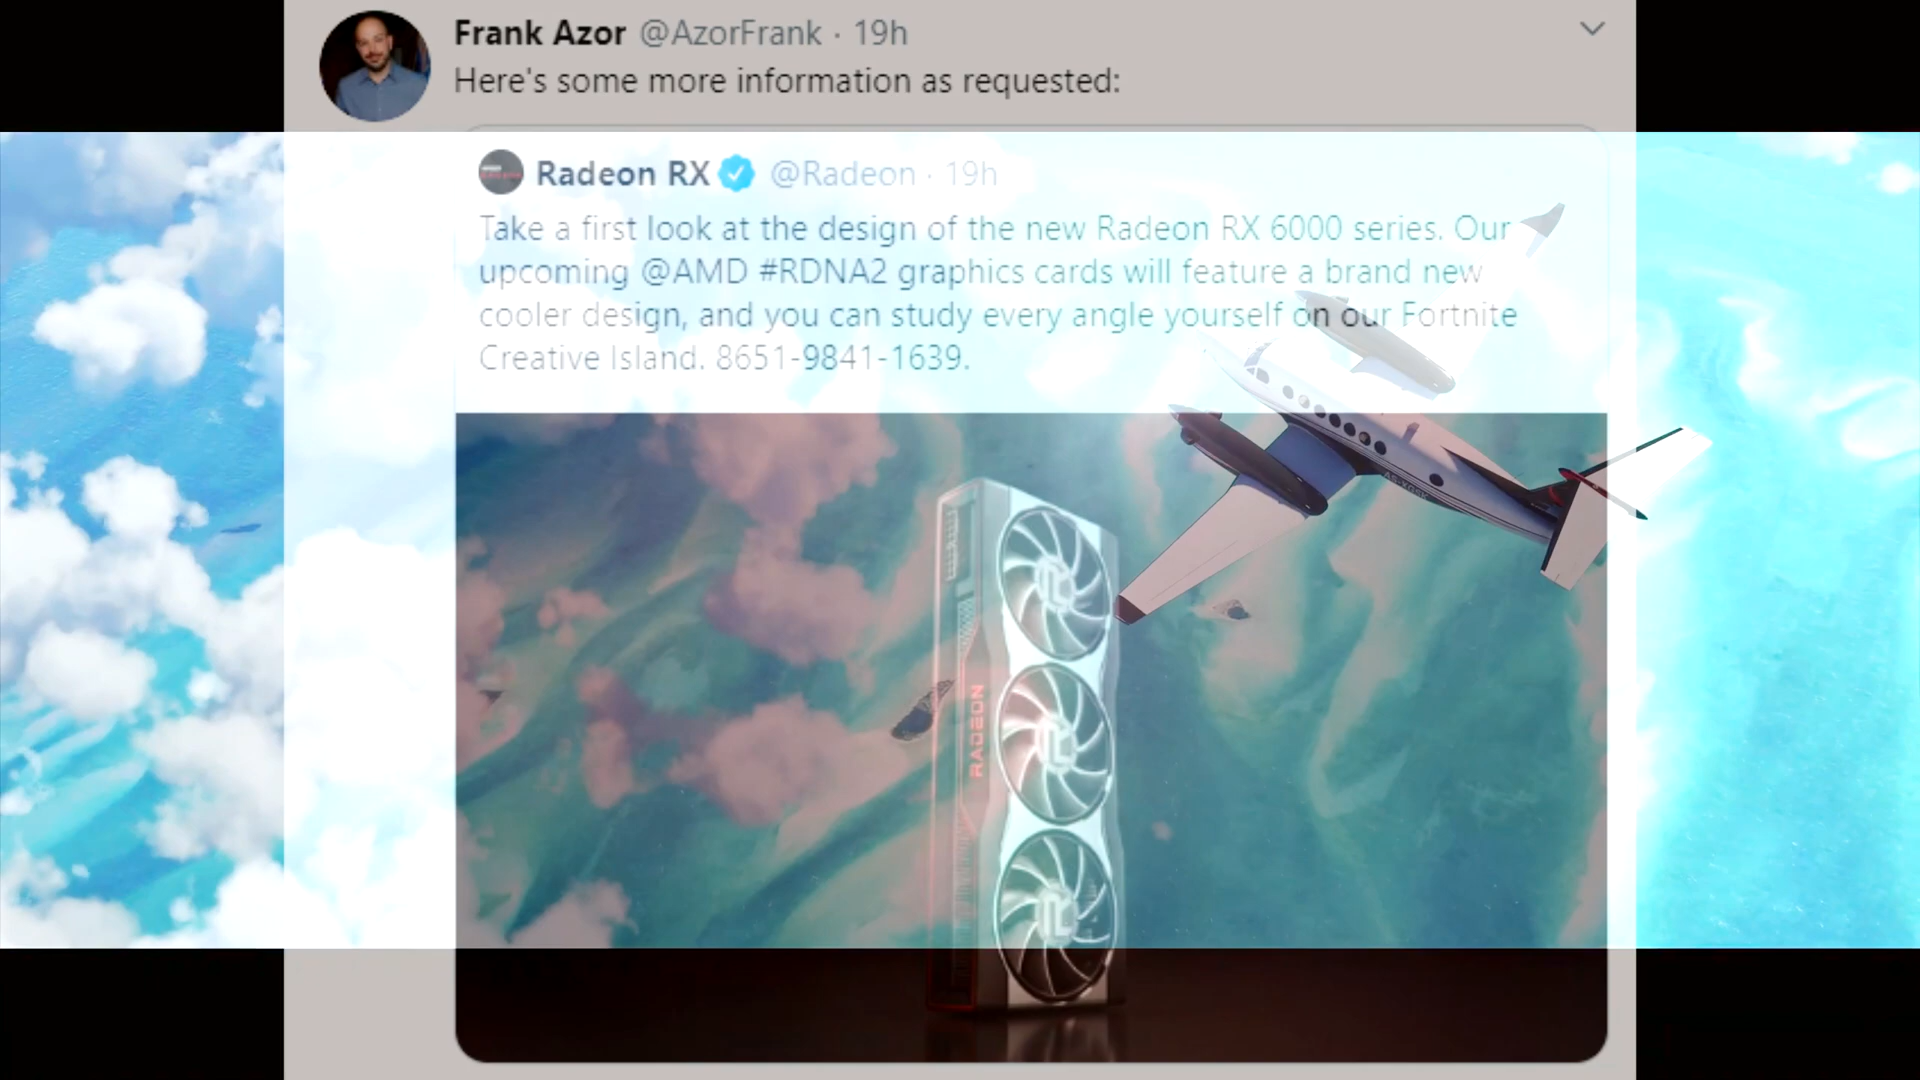 Frank Azor @AzorFrank · 19h
Here's some more information as requested:
Radeon RX @Radeon · 19h
Take a first look at the design of the new Radeon RX 6000 series. Our
upcoming @AMD #RDNA2 graphics cards will feature a brand new
cooler design, and you can study every angle yourself on our Fortnite
Creative Island. 8651-9841-1639.
RADEON